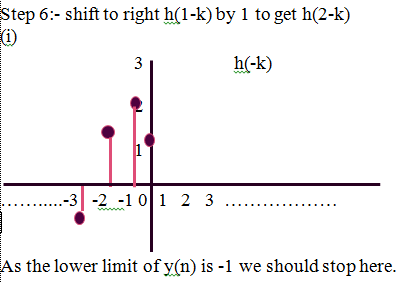 Step 6:- shift to right h(1-k) by 1 to get h(2-k)
(i)
3 h(-k)
2
1
............-3 -2 -1 0 1 2 3 ...................
As the lower limit of y(n) is -1 we should stop here.